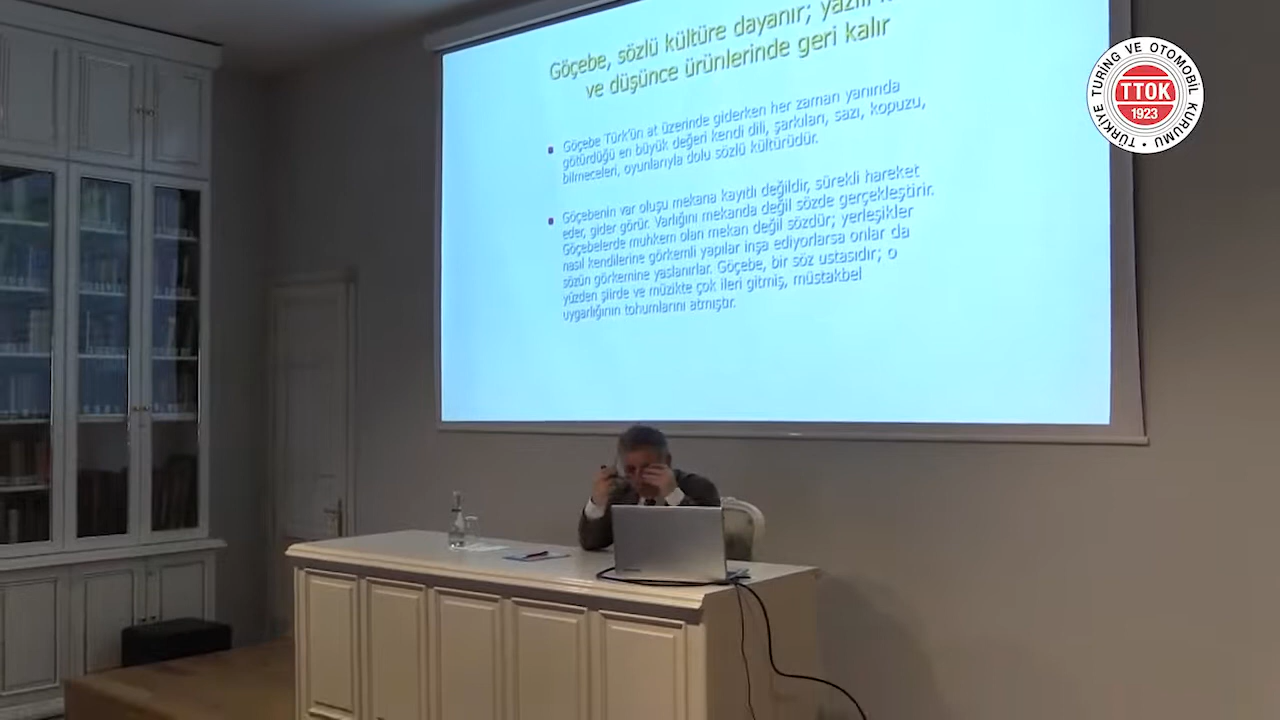 Göçebe, sözlü kültüre dayanır; yazılı
ve düşünce ürünlerinde geri kalır
Göçebe Türk'ün at üzerinde giderken her zaman yanında
götürdüğü en büyük değeri kendi dili, şarkıları, sazı, kopuzu,
bilmeceleri, oyunlarıyla dolu sözlü kültürüdür.
Göçebenin var oluşu mekana kayıtlı değildir, sürekli hareket
eder, gider görür. Varlığını mekanda değil sözde gerçekleştirir.
Göçebelerde muhkem olan mekan değil sözdür; yerleşikler
nasıl kendilerine görkemli yapılar inşa ediyorlarsa onlar da
sözün görkemine yaslanırlar. Göçebe, bir söz ustasıdır; o
yüzden şiirde ve müzikte çok ileri gitmiş, müstakbel
uygarlığının tohumlarını atmıştır.
TÜRKİYE TURİNG VE OTOMOBİL KURUMU
TTOK
1923